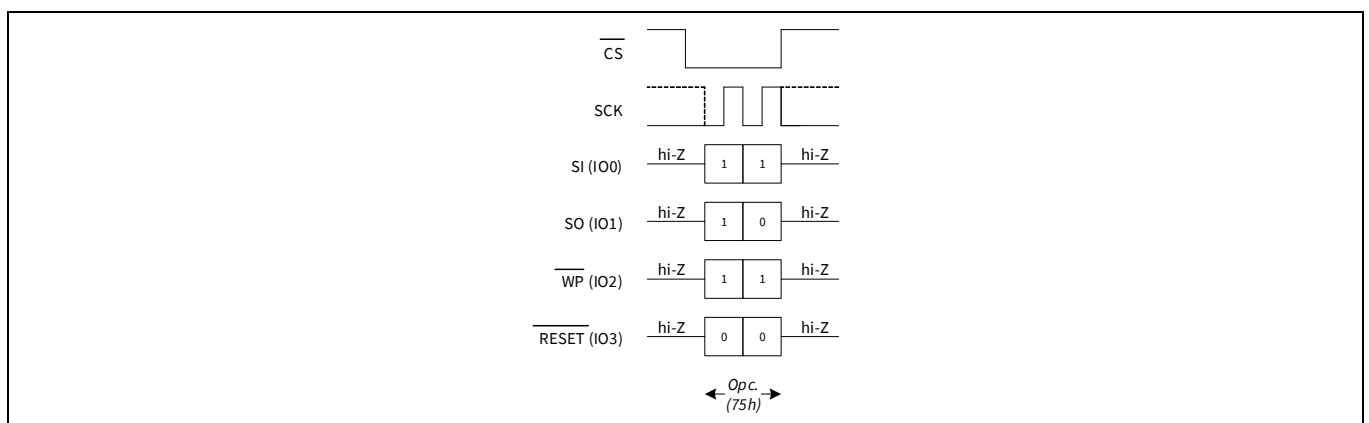 CS
SCK
SI (IO0) hi-Z 1 1 hi-Z
SO (IO1) hi-Z 1 0 hi-Z
WP (IO2) hi-Z 1 1 hi-Z
RESET (IO3) hi-Z 0 0 hi-Z
Opc.
(75h)